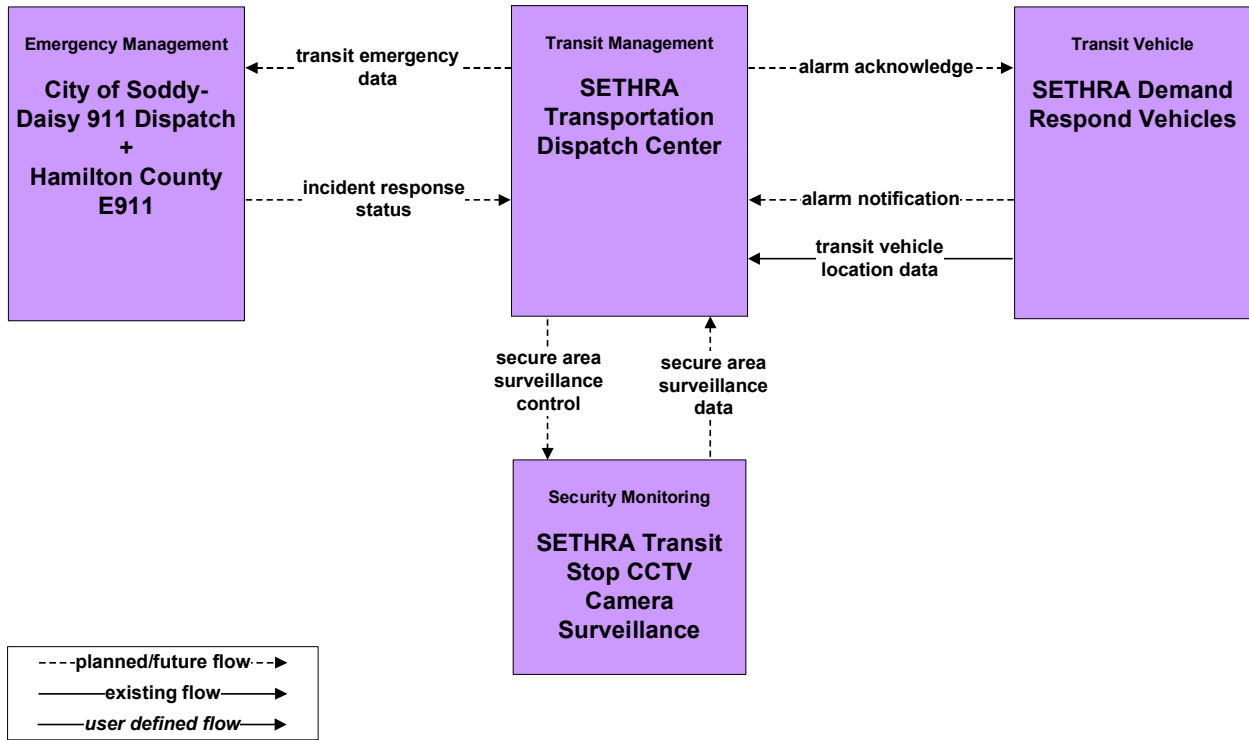 Emergency Management
City of Soddy-
Daisy 911 Dispatch
+
Hamilton County
E911
transit emergency
data
incident response
status
Transit Management
SETHRA
Transportation
Dispatch Center
alarm acknowledge
alarm notification
transit vehicle
location data
Transit Vehicle
SETHRA Demand
Respond Vehicles
secure area
surveillance
control
secure area
surveillance
data
Security Monitoring
SETHRA Transit
Stop CCTV
Camera
Surveillance
planned/future flow
existing flow
user defined flow